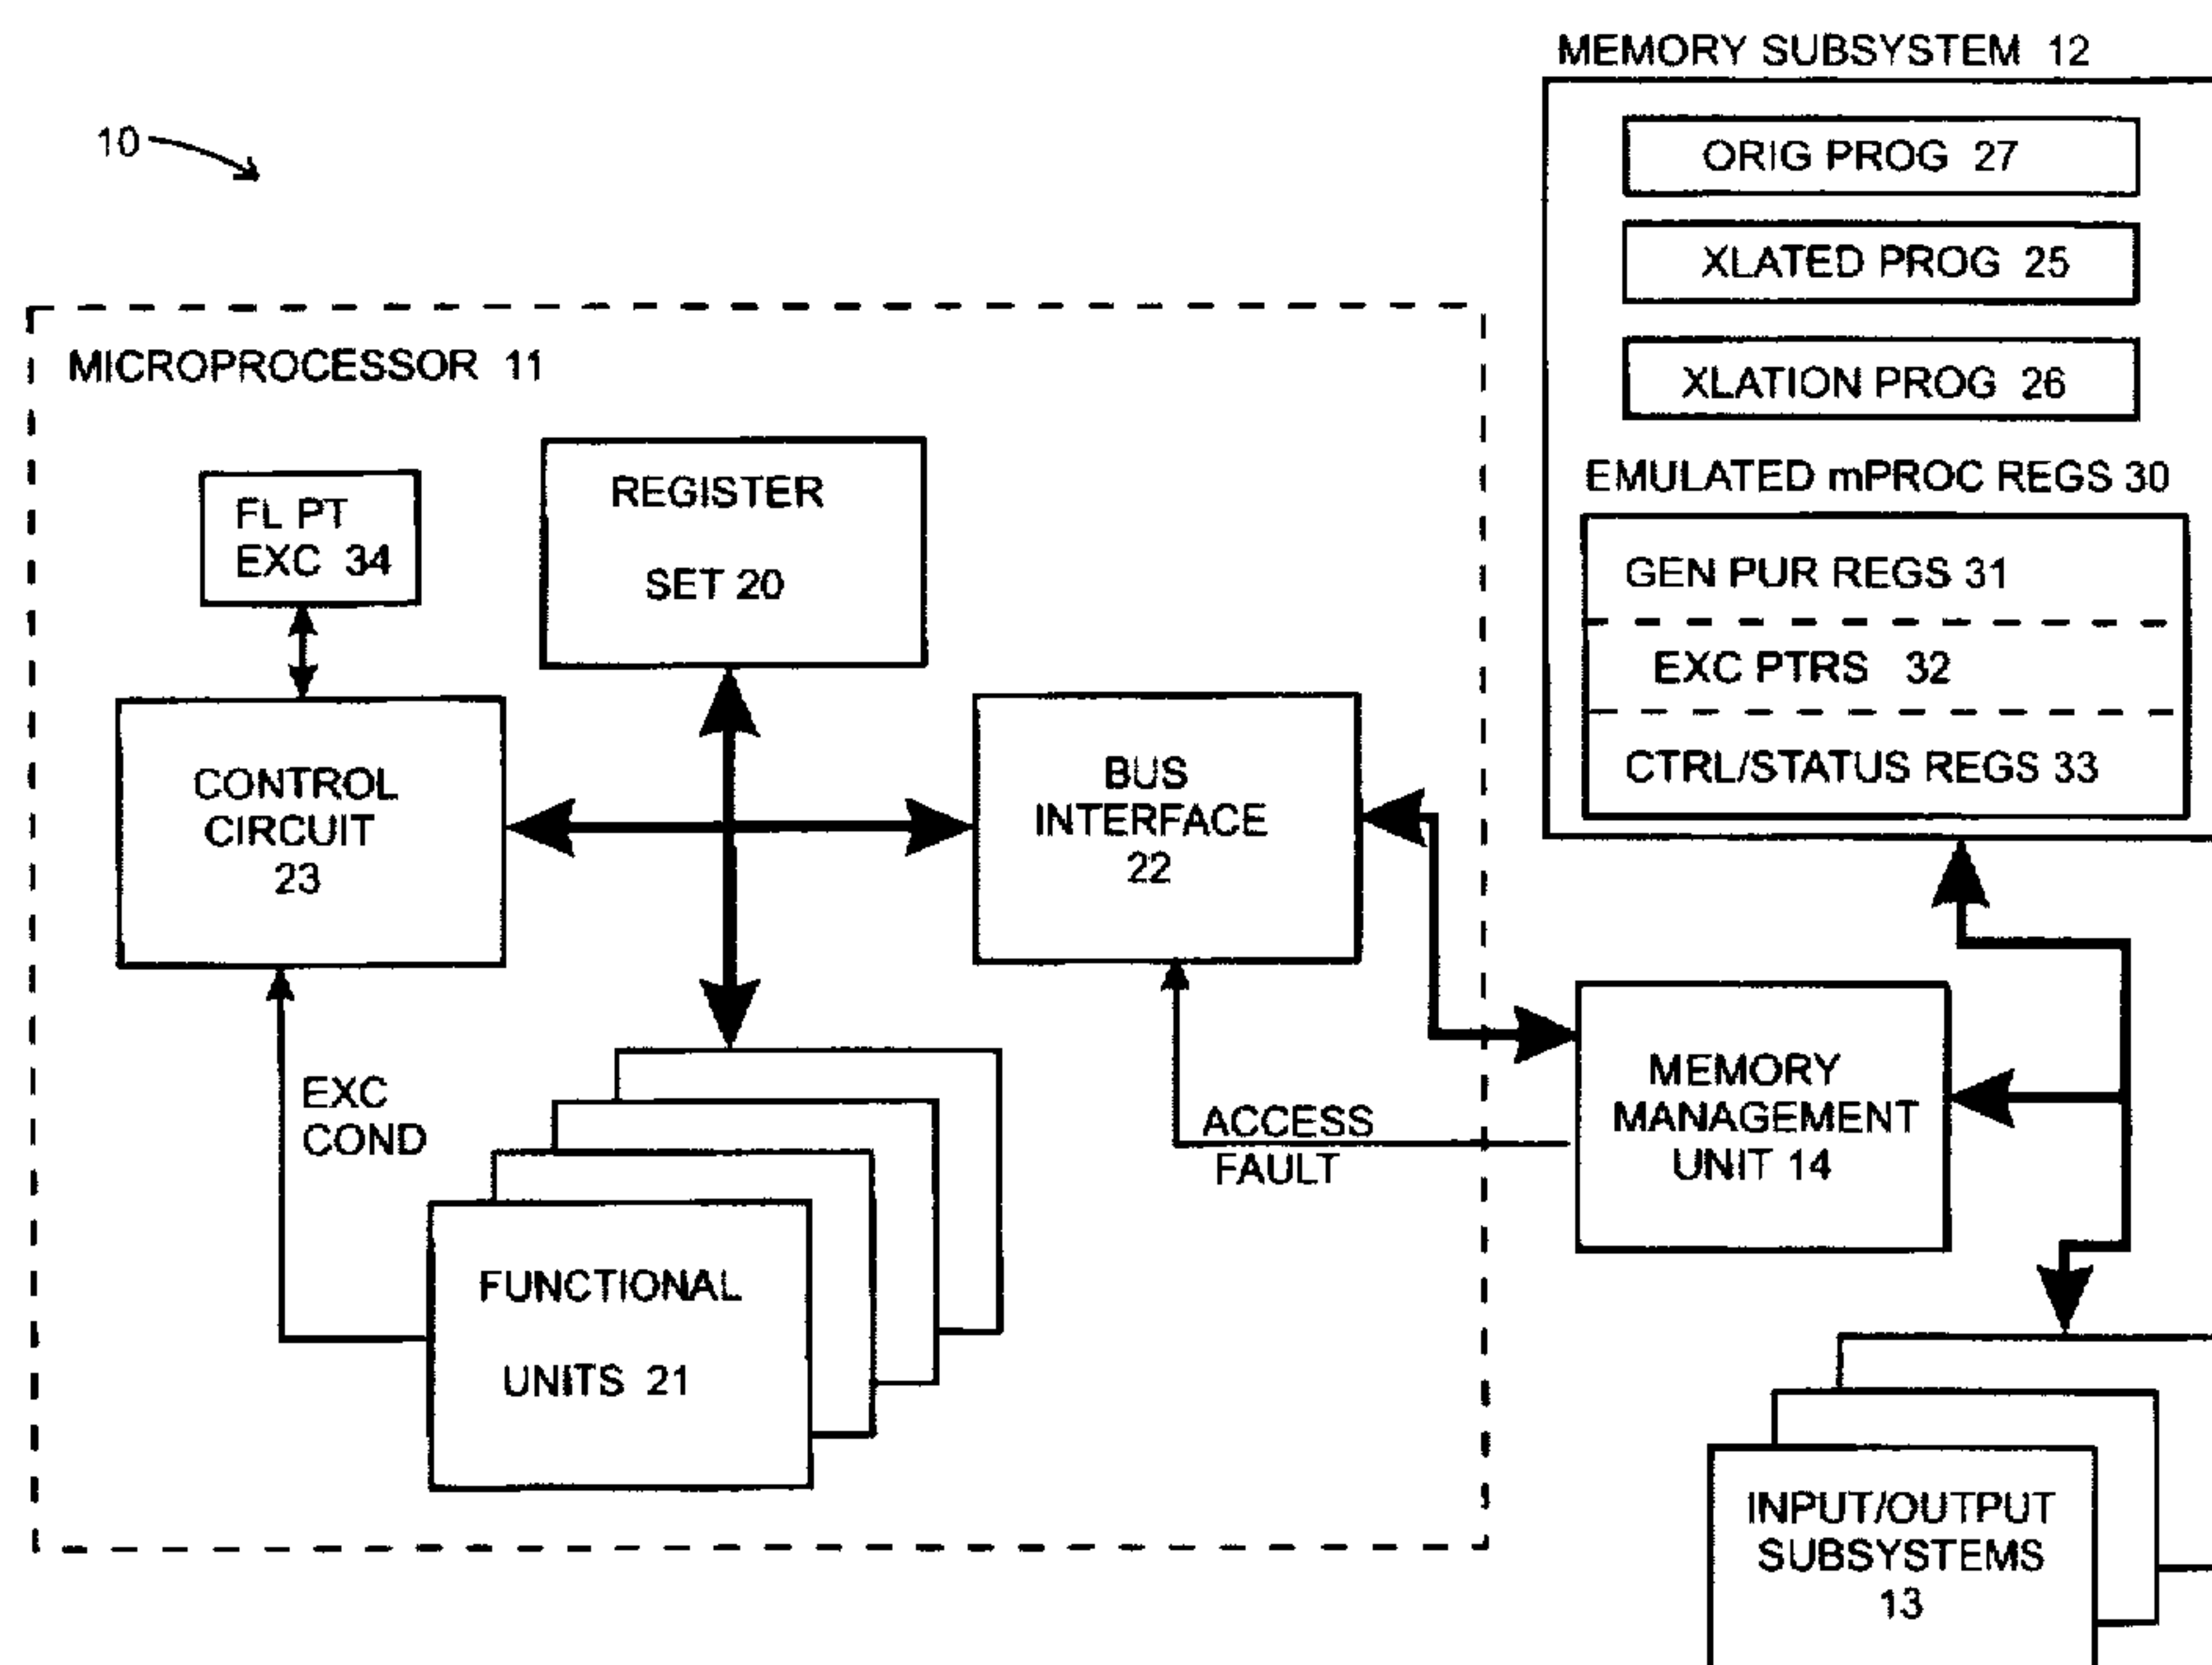 MEMORY SUBSYSTEM 12
10
ORIG PROG 27
XLATED PROG 25
XLATION PROG 26
EMULATED mPROC REGS 30
GEN PUR REGS 31
EXC PTRS 32
CTRL/STATUS REGS 33
MICROPROCESSOR 11
FL PT
EXC 34
REGISTER
SET 20
CONTROL
CIRCUIT
23
BUS
INTERFACE
22
EXC
COND
ACCESS
FAULT
MEMORY
MANAGEMENT
UNIT 14
FUNCTIONAL
UNITS 21
INPUT/OUTPUT
SUBSYSTEMS
13